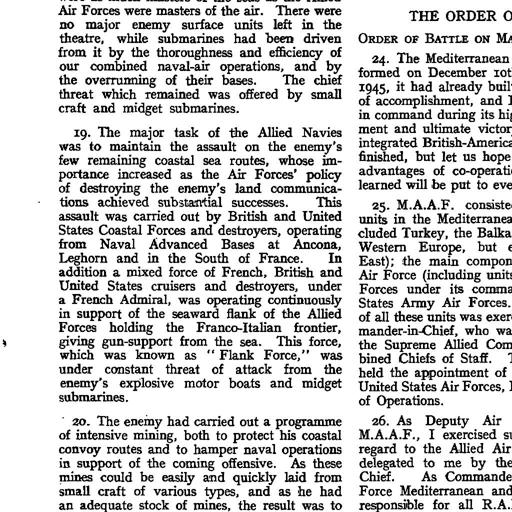 Air Forces were masters of the air. There were
no major enemy surface units left in the
theatre, while submarines had been driven
from it by the thoroughness and efficiency of
our combined naval-air operations, and by
the overrunning of their bases. The chief
threat which remained was offered by small
craft and midget submarines.
19. The major task of the Allied Navies
was to maintain the assault on the enemy's
few remaining coastal sea routes, whose im-
portance increased as the Air Forces' policy
of destroying the enemy's land communica-
tions achieved substantial successes. This
assault was carried out by British and United
States Coastal Forces and destroyers, operating
from Naval Advanced Bases at Ancona,
Leghorn and in the South of France. In
addition a mixed force of French, British and
United States cruisers and destroyers, under
a French Admiral, was operating continuously
in support of the seaward flank of the Allied
Forces holding the Franco-Italian frontier,
giving gun-support from the sea. This force,
which was known as "Flank Force," was
under constant threat of attack from the
enemy's explosive motor boats and midget
submarines.
20. The enemy had carried out a programme
of intensive mining, both to protect his coastal
convoy routes and to hamper naval operations
in support of the coming offensive. As these
mines could be easily and quickly laid from
small craft of various types, and as he had
an adequate stock of mines, the result was to
THE ORDER O
ORDER OF BATTLE ON MA
24. The Mediterranean
formed on December 10t
1945, it had already buil
of accomplishment, and I
in command during its hig
ment and ultimate victor
integrated British-America
finished, but let us hope
advantages of co-operati
learned will be put to eve
25. M.A.A.F. consiste
units in the Mediterranea
cluded Turkey, the Balka
Western Europe, but e
East); the main compon
Air Force (including units
Forces under its comma
States Army Air Forces.
of all these units was exer
mander-in-Chief, who wa
the Supreme Allied Com
bined Chiefs of Staff. T
held the appointment of
United States Air Forces, 
of Operations.
26. As Deputy Air
M.A.A.F., I exercised su
regard to the Allied Air
delegated to me by the
Chief. As Commande
Force Mediterranean and
responsible for all R.A.